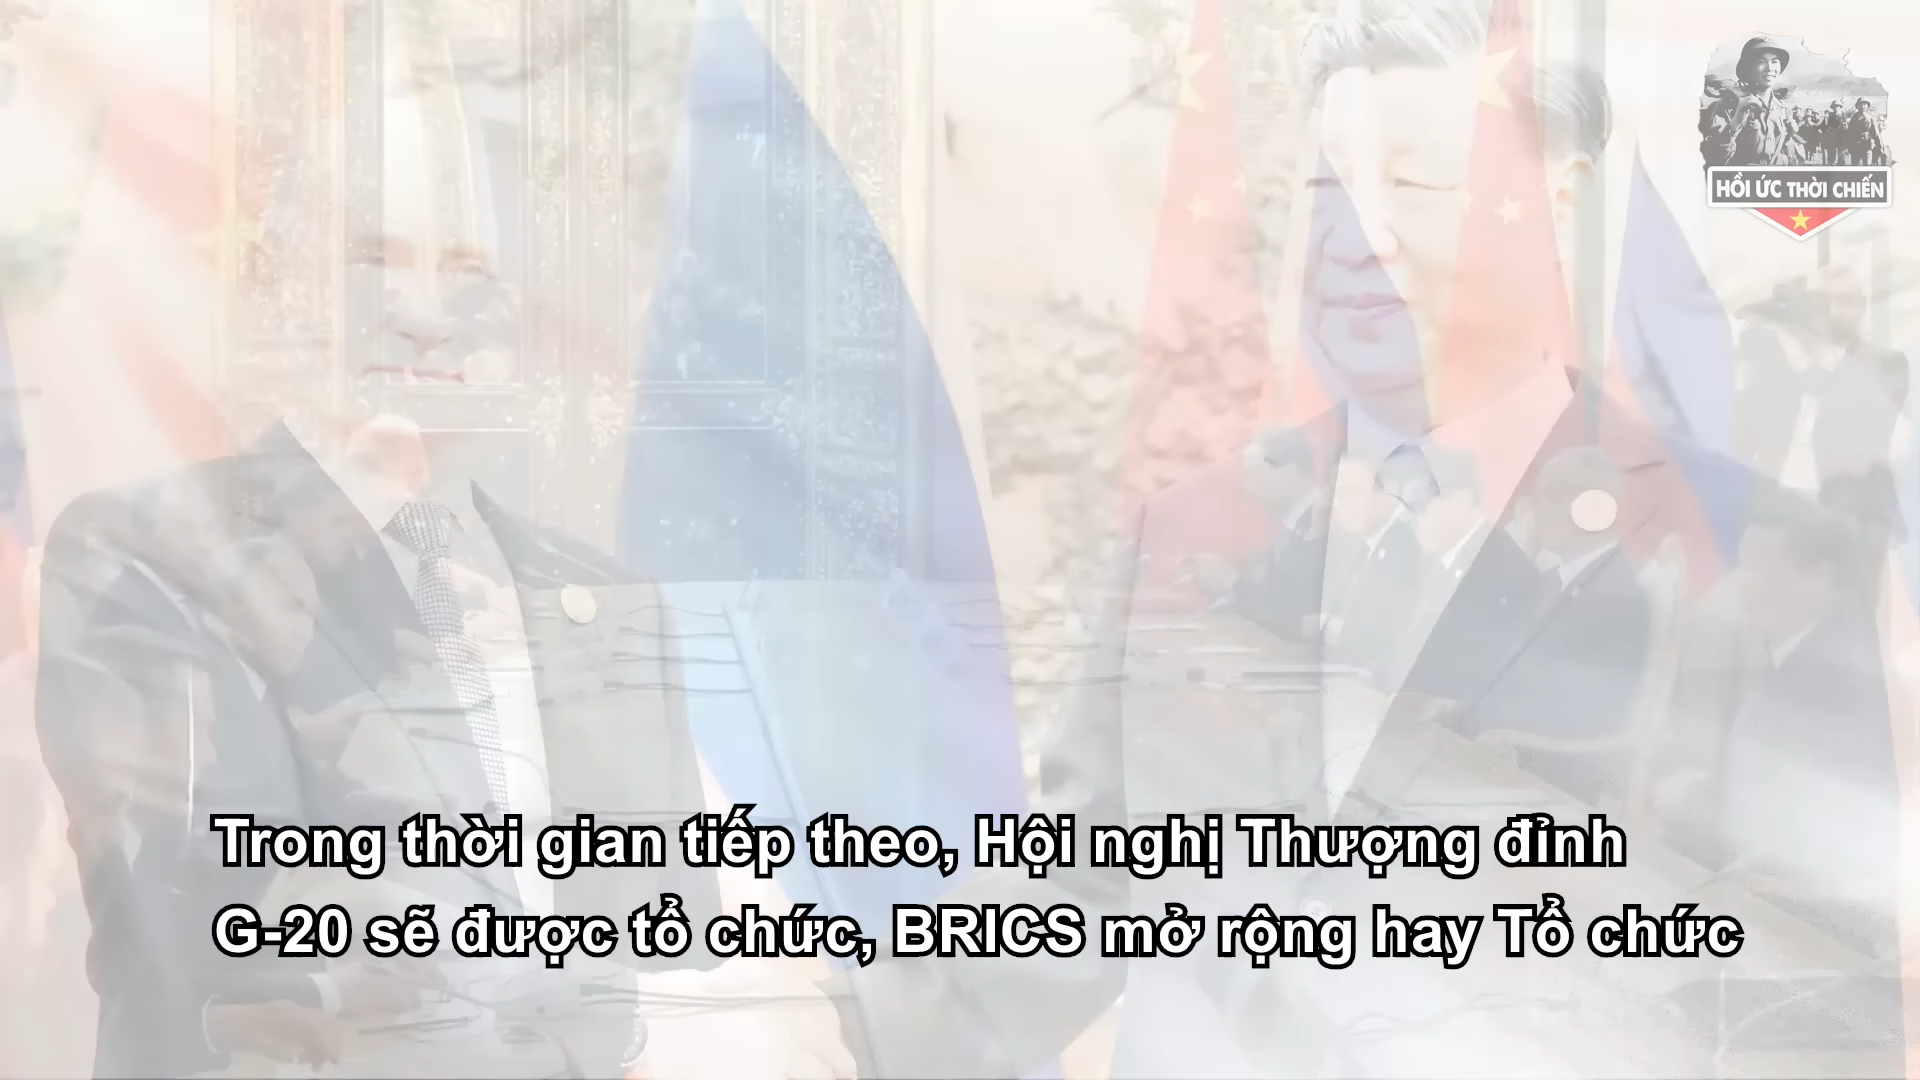 HỒI ỨC THỜI CHIẾN
Trong thời gian tiếp theo, Hội nghị Thượng đỉnh
G-20 sẽ được tổ chức, BRICS mở rộng hay Tổ chức